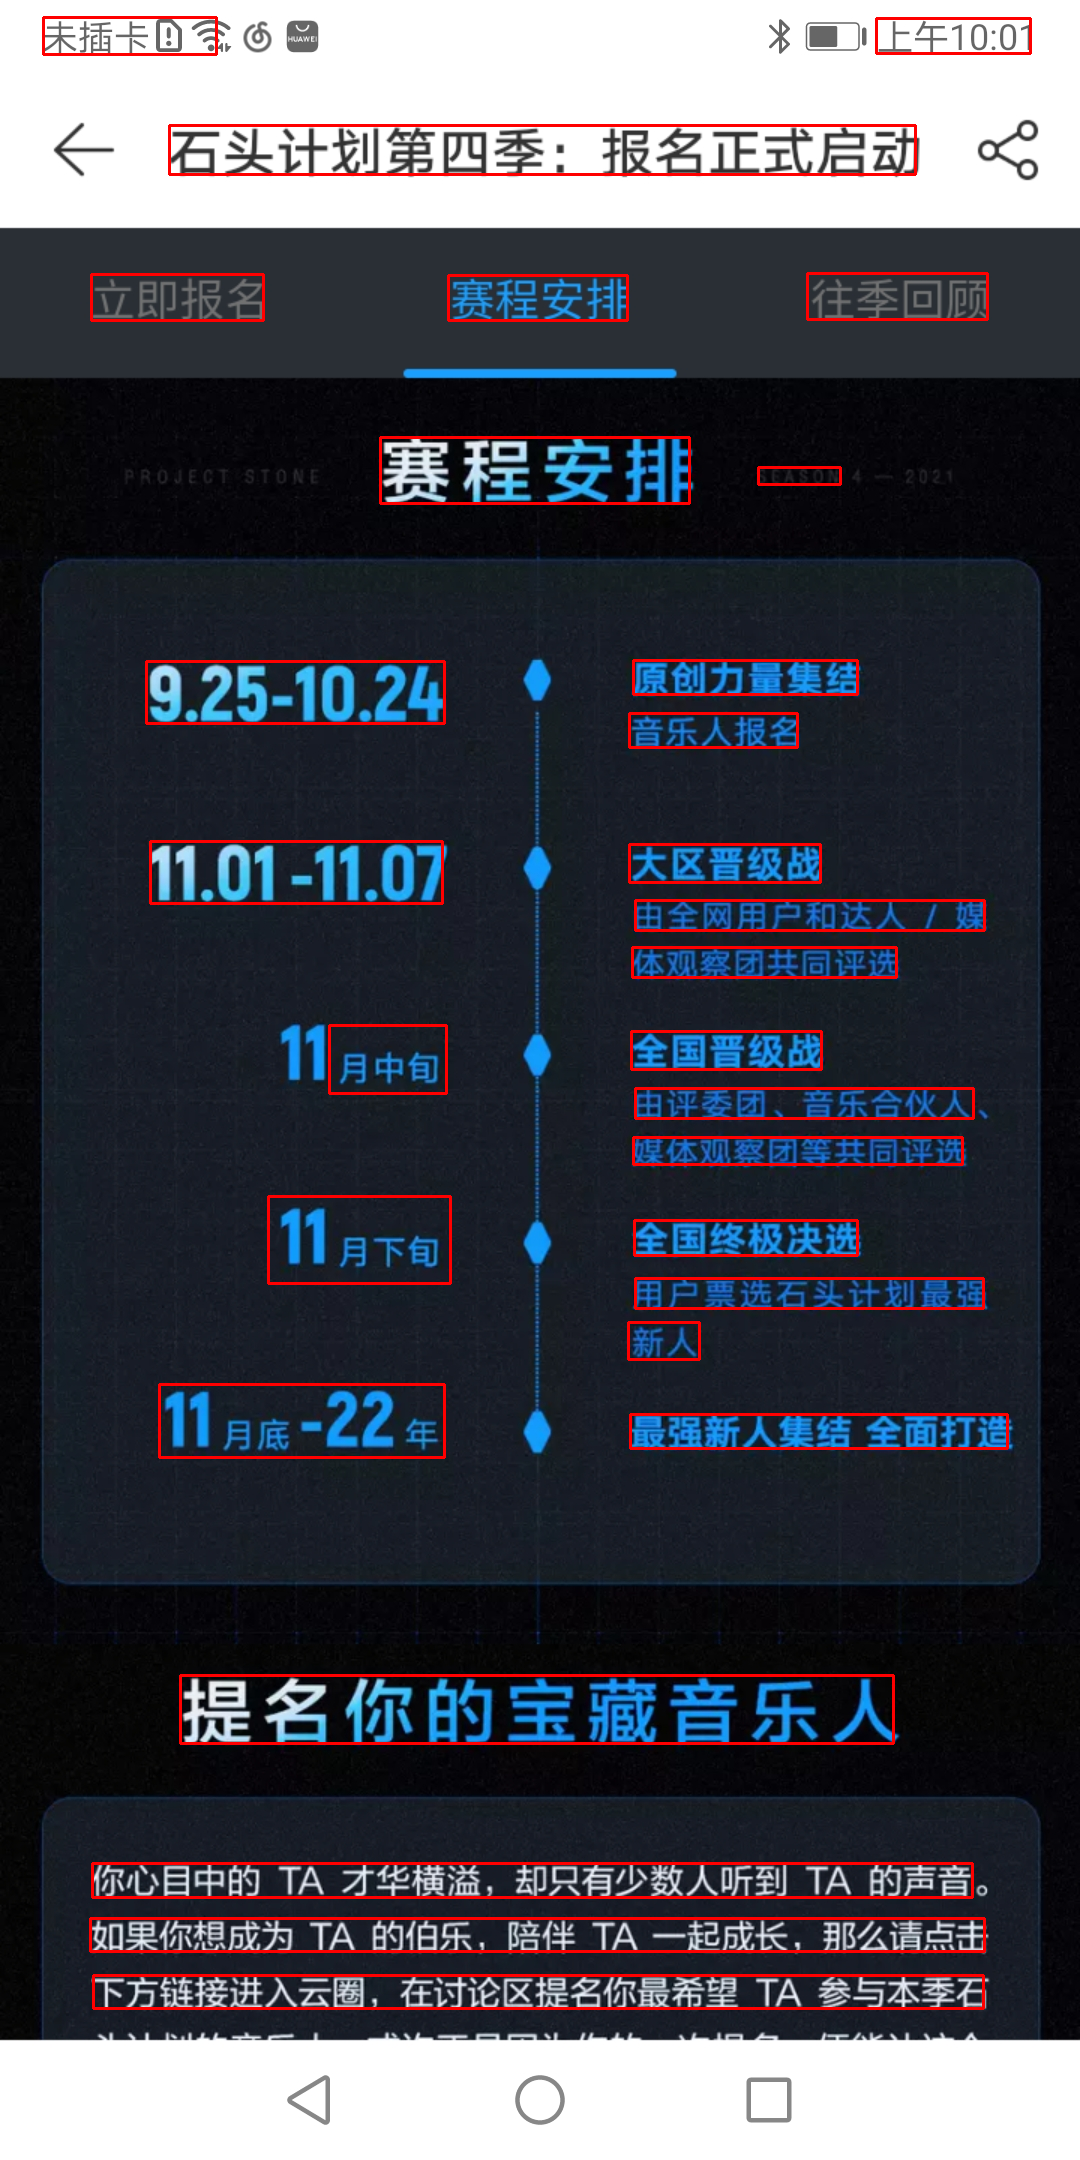 未插卡 HUAWEI 上午10:01
石头计划第四季：报名正式启动
立即报名 赛程安排 往季回顾
PROJECT STONE 赛程安排 SEASON 4 — 2021
9.25-10.24 原创力量集结
音乐人报名
11.01-11.07 大区晋级战
由全网用户和达人 / 媒
体观察团共同评选
11月中旬 全国晋级战
由评委团、音乐合伙人、
媒体观察团等共同评选
11月下旬 全国终极决选
用户票选石头计划最强
新人
11月底-22年 最强新人集结 全面打造
提名你的宝藏音乐人
你心目中的 TA 才华横溢，却只有少数人听到 TA 的声音。
如果你想成为 TA 的伯乐，陪伴 TA 一起成长，那么请点击
下方链接进入云圈，在讨论区提名你最希望 TA 参与本季石